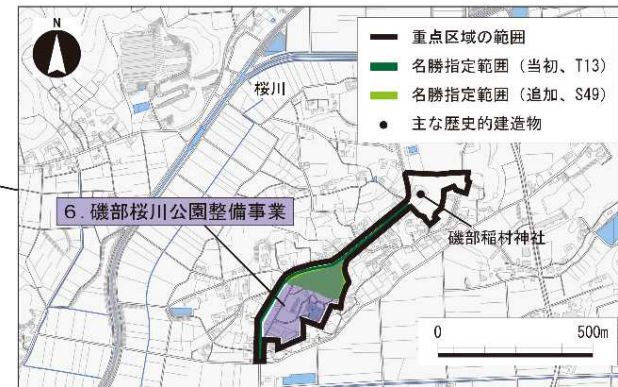 N
重点区域の範囲
名勝指定範囲（当初、T13）
名勝指定範囲（追加、S49）
主な歴史的建造物
桜川
6．磯部桜川公園整備事業
磯部稲村神社
0 500m